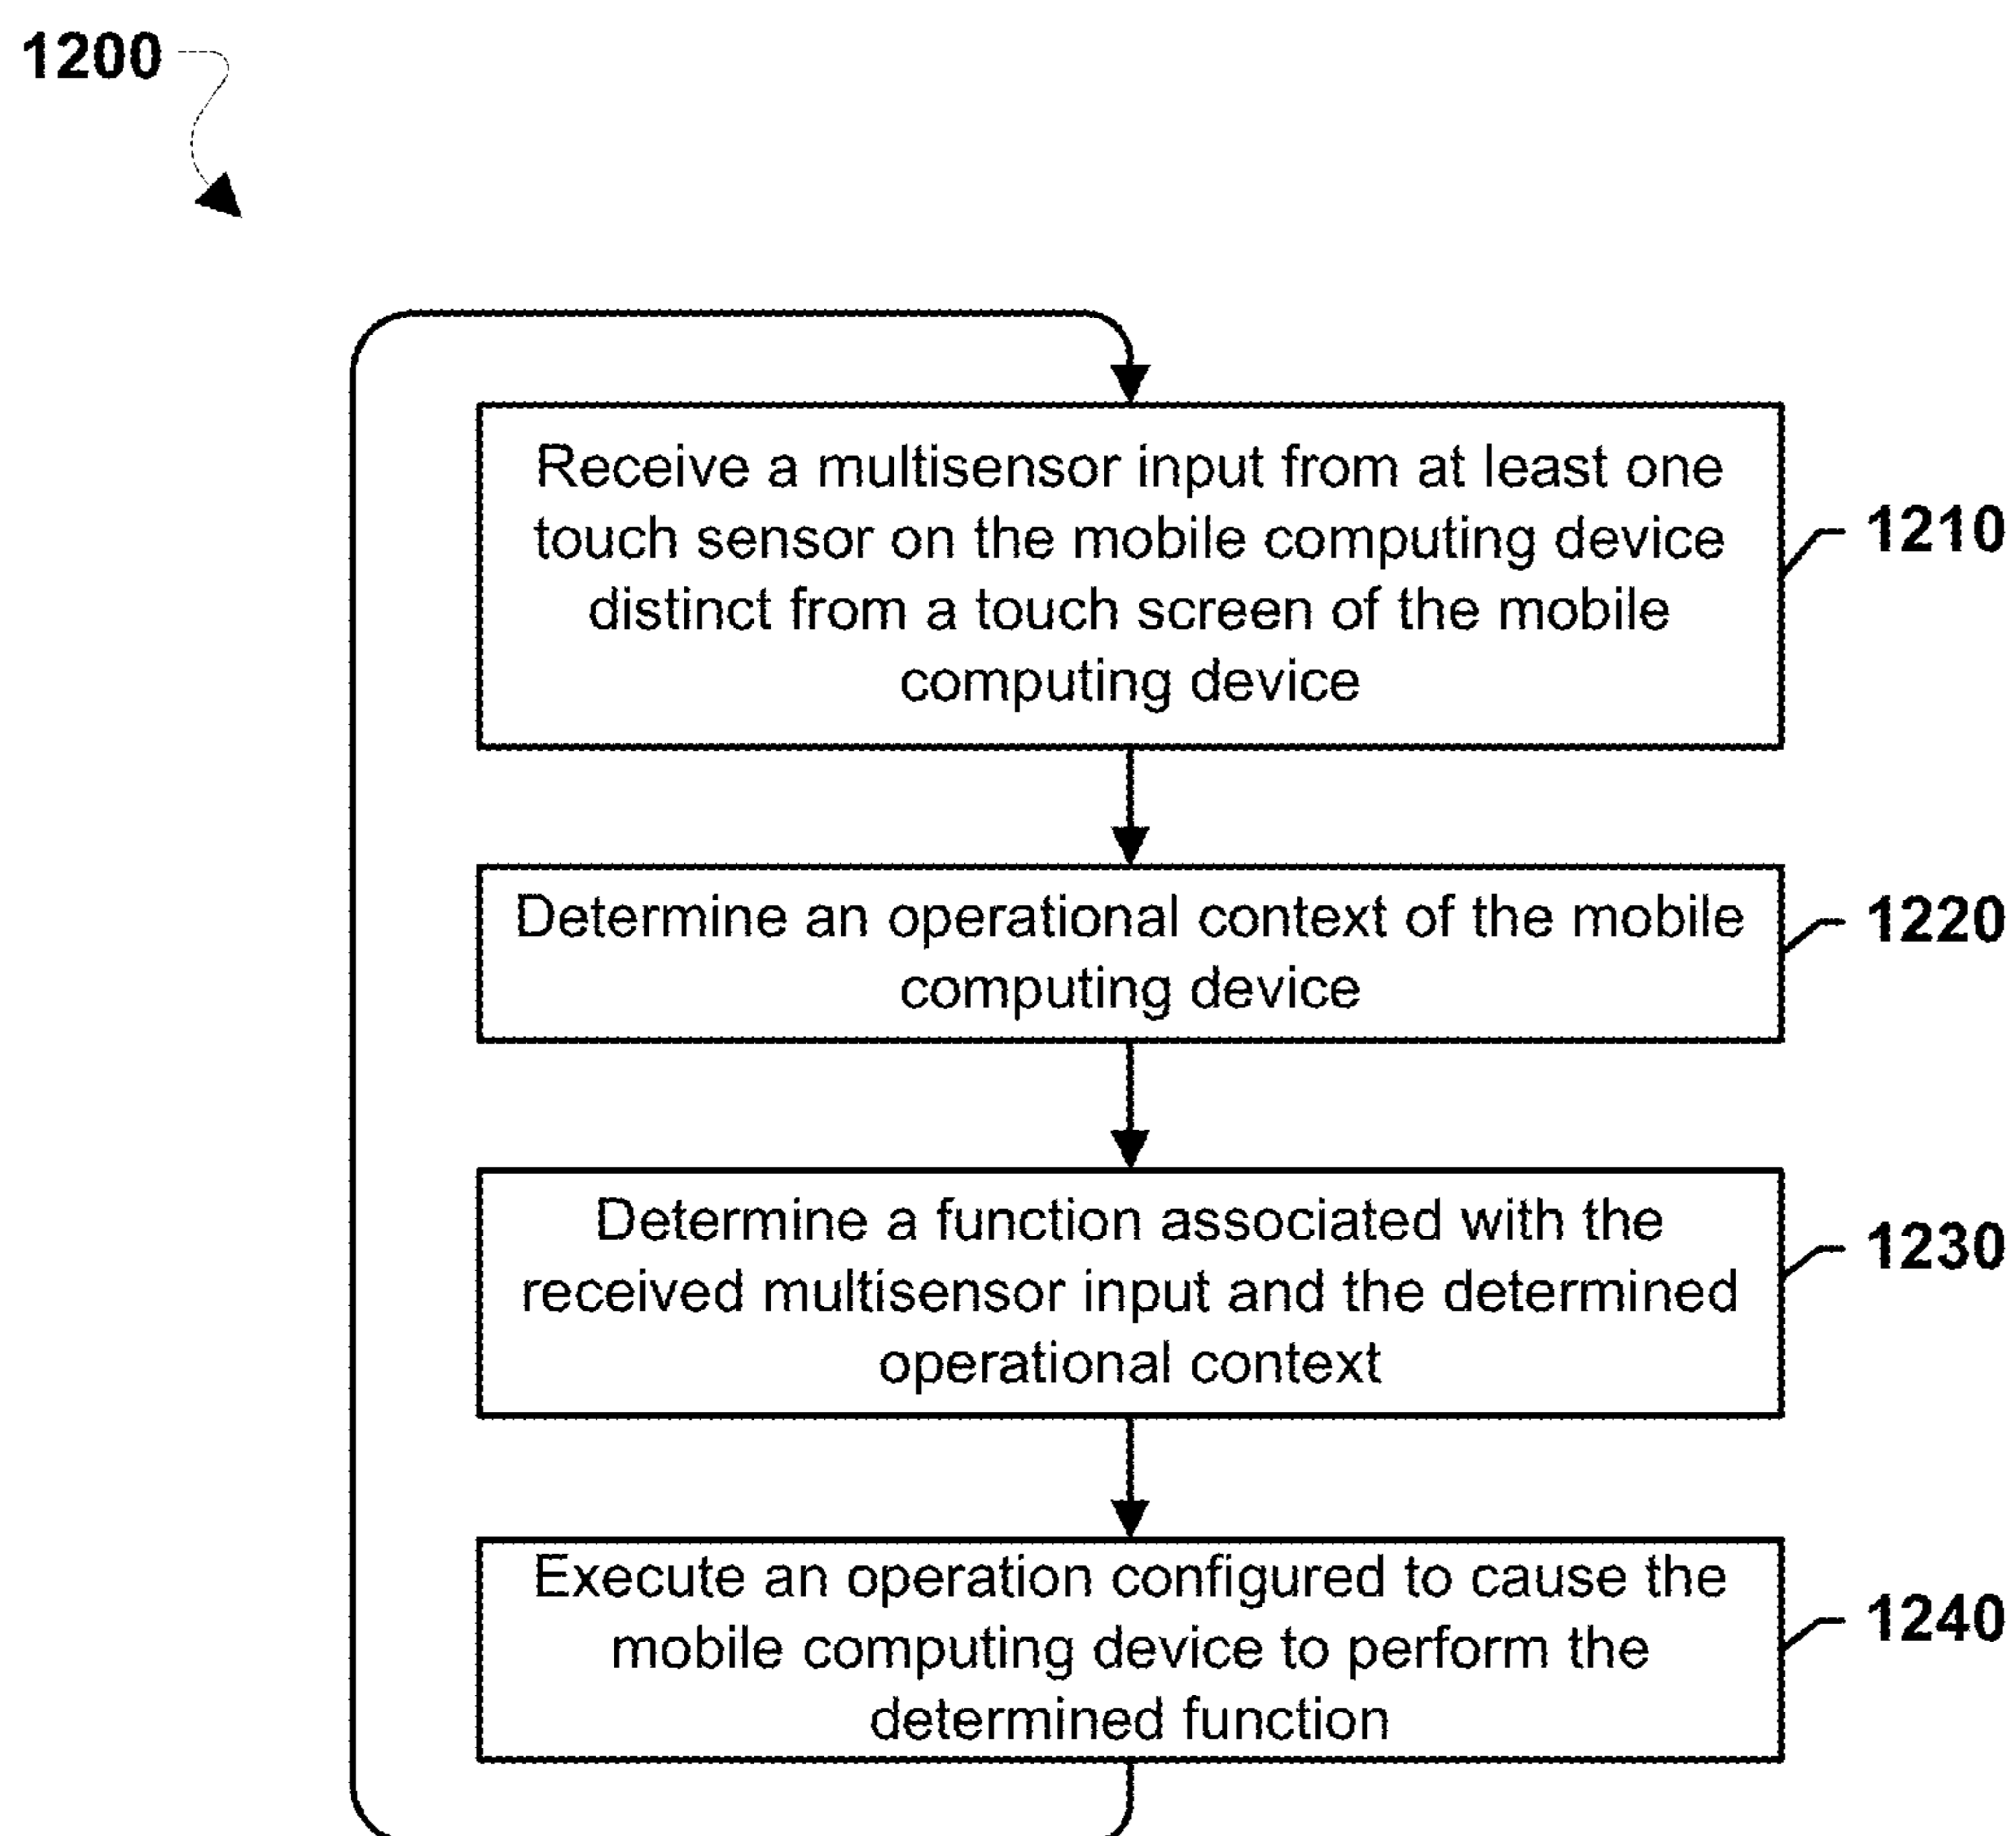 1200
Receive a multisensor input from at least one
touch sensor on the mobile computing device
distinct from a touch screen of the mobile
computing device
1210
Determine an operational context of the mobile
computing device
1220
Determine a function associated with the
received multisensor input and the determined
operational context
1230
Execute an operation configured to cause the
mobile computing device to perform the
determined function
1240